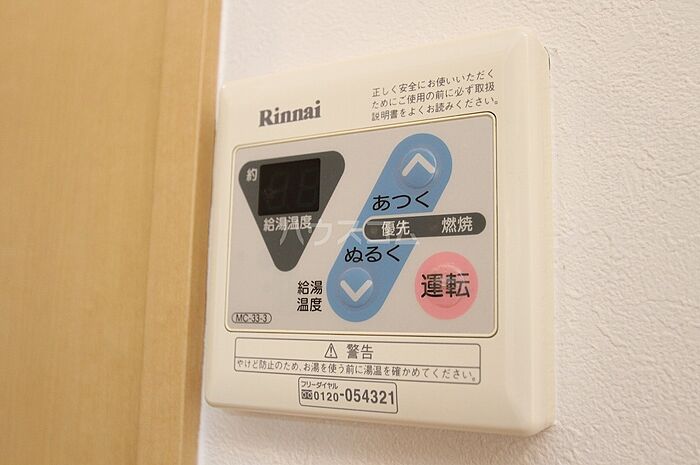 Rinnai
正しく安全にお使いいただく
ためにご使用の前に必ず取扱
説明書をよくお読みください。
約
給湯温度
あつく
優先 燃焼
ぬるく
給湯
温度
運転
MC-33-3
ハウスコム
警告
やけど防止のため、お湯を使う前に湯温を確かめてください。
フリーダイヤル
0120-054321